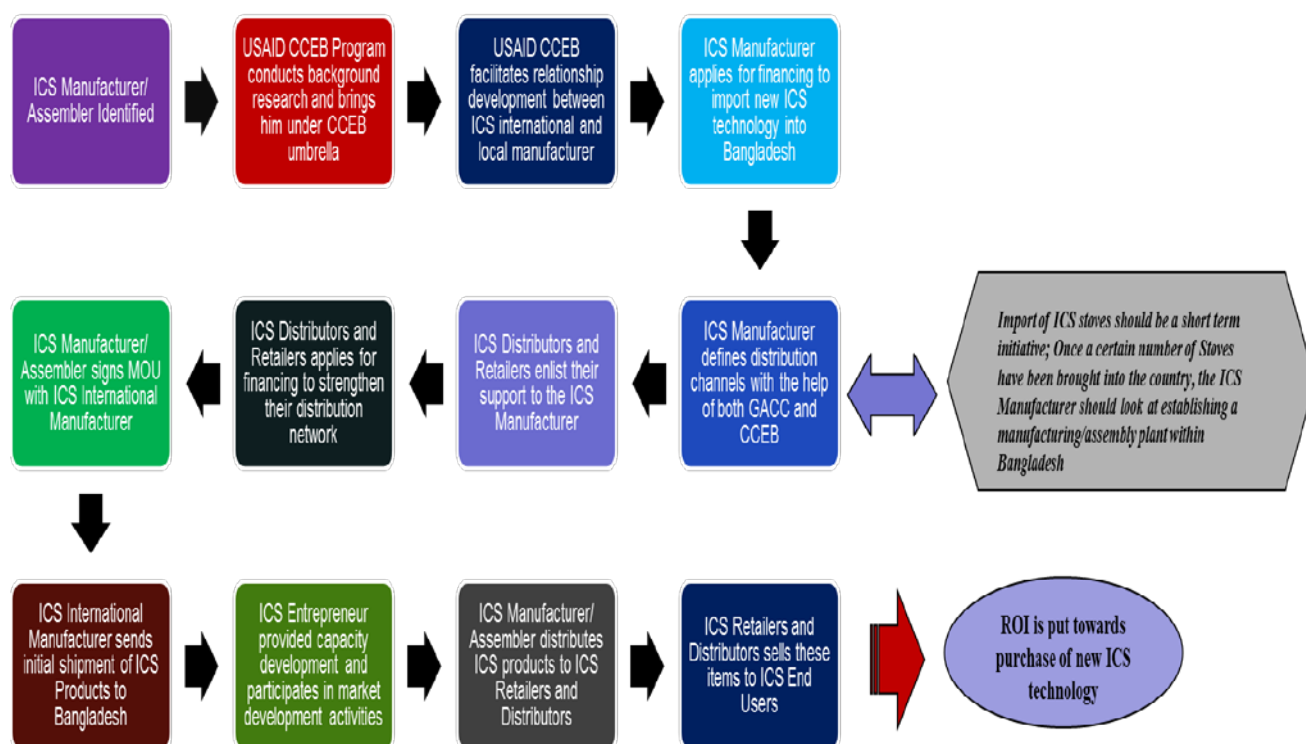 ICS Manufacturer/
Assembler Identified
USAID CCEB Program
conducts background
research and brings
him under CCEB
umbrella
USAID CCEB
facilitates relationship
development between
ICS international and
local manufacturer
ICS Manufacturer
applies for financing to
import new ICS
technology into
Bangladesh
ICS Manufacturer
defines distribution
channels with the help
of both GACC and
CCEB
Import of ICS stoves should be a short term
initiative; Once a certain number of Stoves
have been brought into the country, the ICS
Manufacturer should look at establishing a
manufacturing/assembly plant within
Bangladesh
ICS Distributors and
Retailers enlist their
support to the ICS
Manufacturer
ICS Distributors and
Retailers applies for
financing to strengthen
their distribution
network
ICS Manufacturer/
Assembler signs MOU
with ICS International
Manufacturer
ICS International
Manufacturer sends
initial shipment of ICS
Products to
Bangladesh
ICS Entrepreneur
provided capacity
development and
participates in market
development activities
ICS Manufacturer/
Assembler distributes
ICS products to ICS
Retailers and
Distributors
ICS Retailers and
Distributors sells these
items to ICS End
Users
ROI is put towards
purchase of new ICS
technology